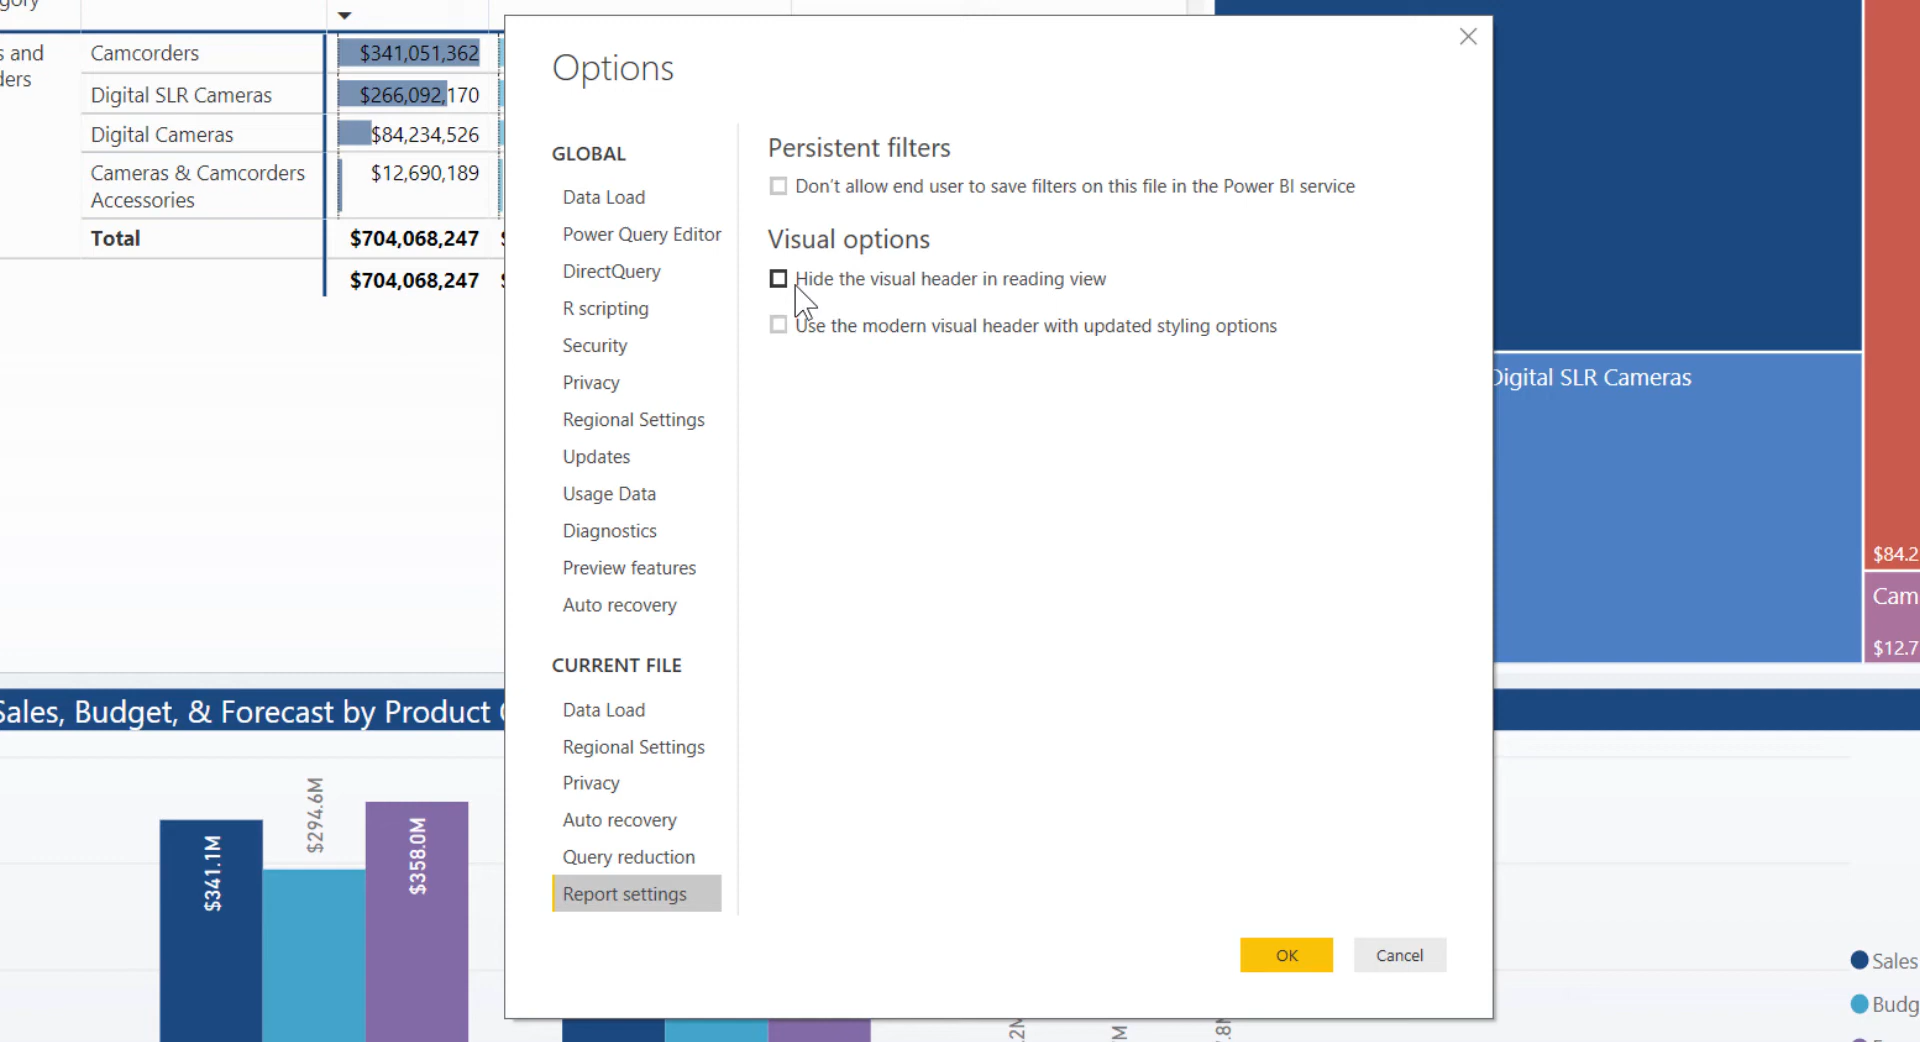 Camcorders $341,051,362
Digital SLR Cameras $266,092,170
Digital Cameras $84,234,526
Cameras & Camcorders $12,690,189
Accessories
Total $704,068,247
$704,068,247
s and
Options
GLOBAL
Data Load
Power Query Editor
DirectQuery
R scripting
Security
Privacy
Regional Settings
Updates
Usage Data
Diagnostics
Preview features
Auto recovery
CURRENT FILE
Data Load
Regional Settings
Privacy
Auto recovery
Query reduction
Report settings
Persistent filters
Don't allow end user to save filters on this file in the Power BI service
Visual options
Hide the visual header in reading view
Use the modern visual header with updated styling options
OK
Cancel
Digital SLR Cameras
$84.2
Cam
$12.7
Sales, Budget, & Forecast by Product
$341.1M
$294.6M
$358.0M
Sales
Budg